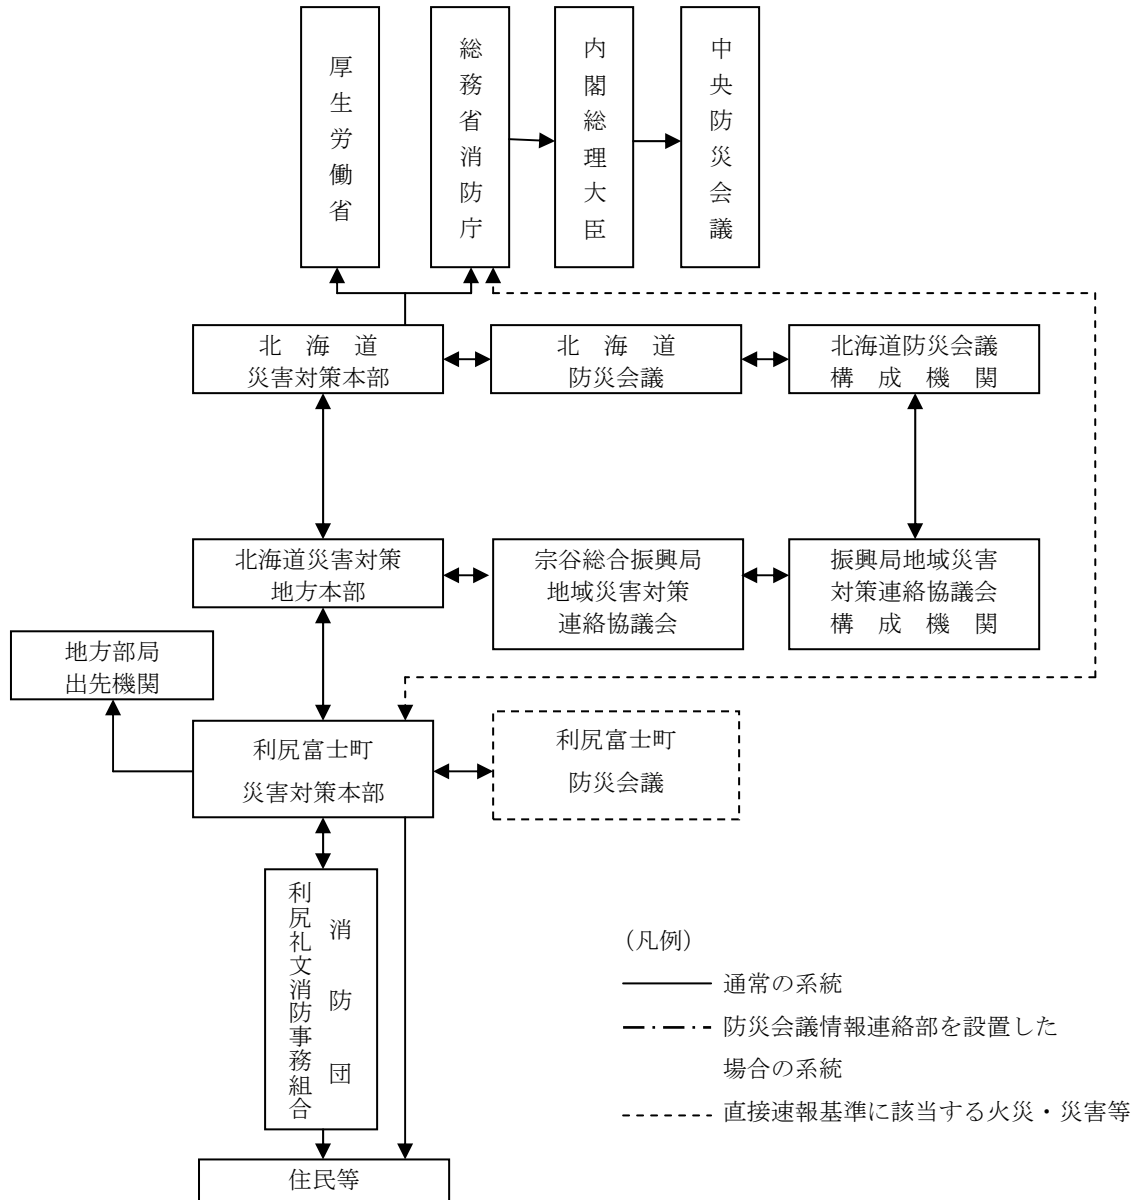 厚生労働省
総務省消防庁
内閣総理大臣
中央防災会議
北　海　道
災害対策本部
北　海　道
防災会議
北海道防災会議
構　成　機　関
北海道災害対策
地方本部
宗谷総合振興局
地域災害対策
連絡協議会
振興局地域災害
対策連絡協議会
構　成　機　関
地方部局
出先機関
利尻富士町
災害対策本部
利尻富士町
防災会議
消　防　団
利尻礼文消防事務組合
(凡例)
通常の系統
防災会議情報連絡部を設置した
場合の系統
直接速報基準に該当する火災・災害等
住民等